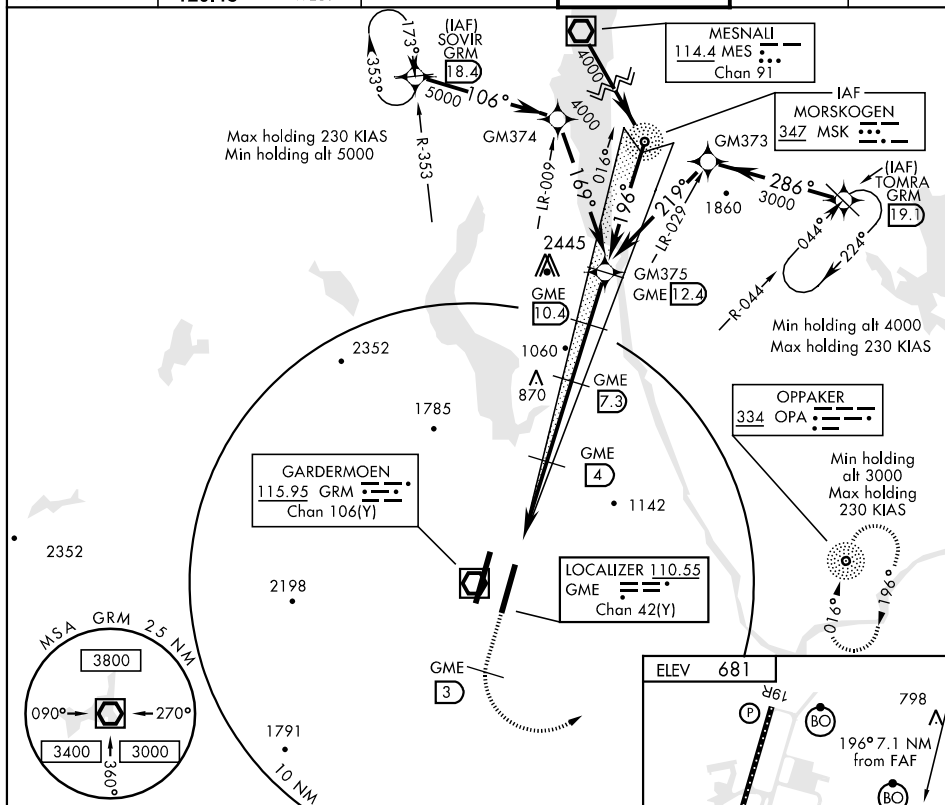 (IAF)
SOVIR
GRM
18.4
173°
353°
5000
106°
Max holding 230 KIAS
Min holding alt 5000
R-353
GM374
4000
LR-009
169°
MESNALI
114.4 MES
Chan 91
4000
016°
196°
IAF
MORSKOGEN
347 MSK
GM373
219°
LR-029
286°
3000
1860
(IAF)
TOMRA
GRM
19.1
044°
224°
R-044
Min holding alt 4000
Max holding 230 KIAS
2445
GM375
GME 12.4
GME
10.4
1060
870
GME
7.3
GME
4
1142
2352
1785
OPPAKER
334 OPA
Min holding
alt 3000
Max holding
230 KIAS
016°
196°
GARDERMOEN
115.95 GRM
Chan 106(Y)
2352
2198
LOCALIZER 110.55
GME
Chan 42(Y)
GME
3
1791
10 NM
MSA GRM 25 NM
3800
090°
270°
3400
3000
360°
ELEV 681
19R
P
BO
798
196° 7.1 NM
from FAF
BO